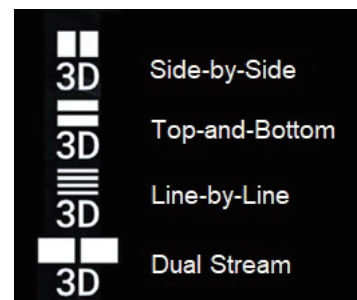 3D Side-by-Side
3D Top-and-Bottom
3D Line-by-Line
3D Dual Stream